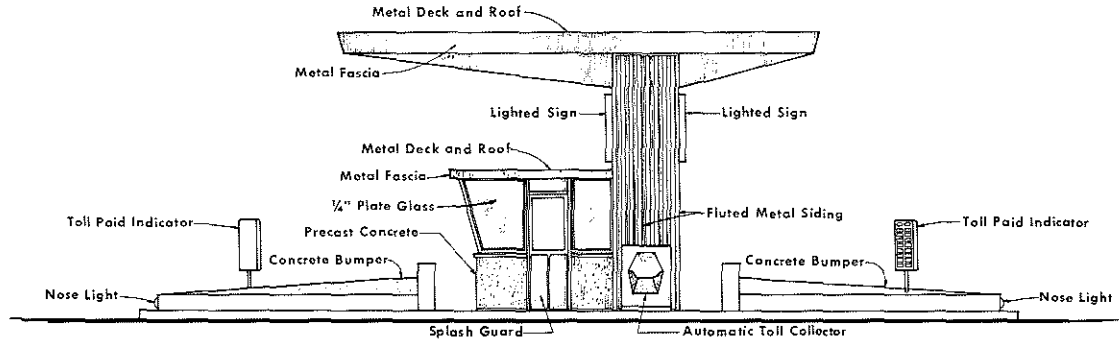 Metal Deck and Roof
Metal Fascia
Lighted Sign
Lighted Sign
Metal Deck and Roof
Metal Fascia
¼" Plate Glass
Toll Paid Indicator
Fluted Metal Siding
Toll Paid Indicator
Precast Concrete
Concrete Bumper
Concrete Bumper
Nose Light
Nose Light
Splash Guard
Automatic Toll Collector